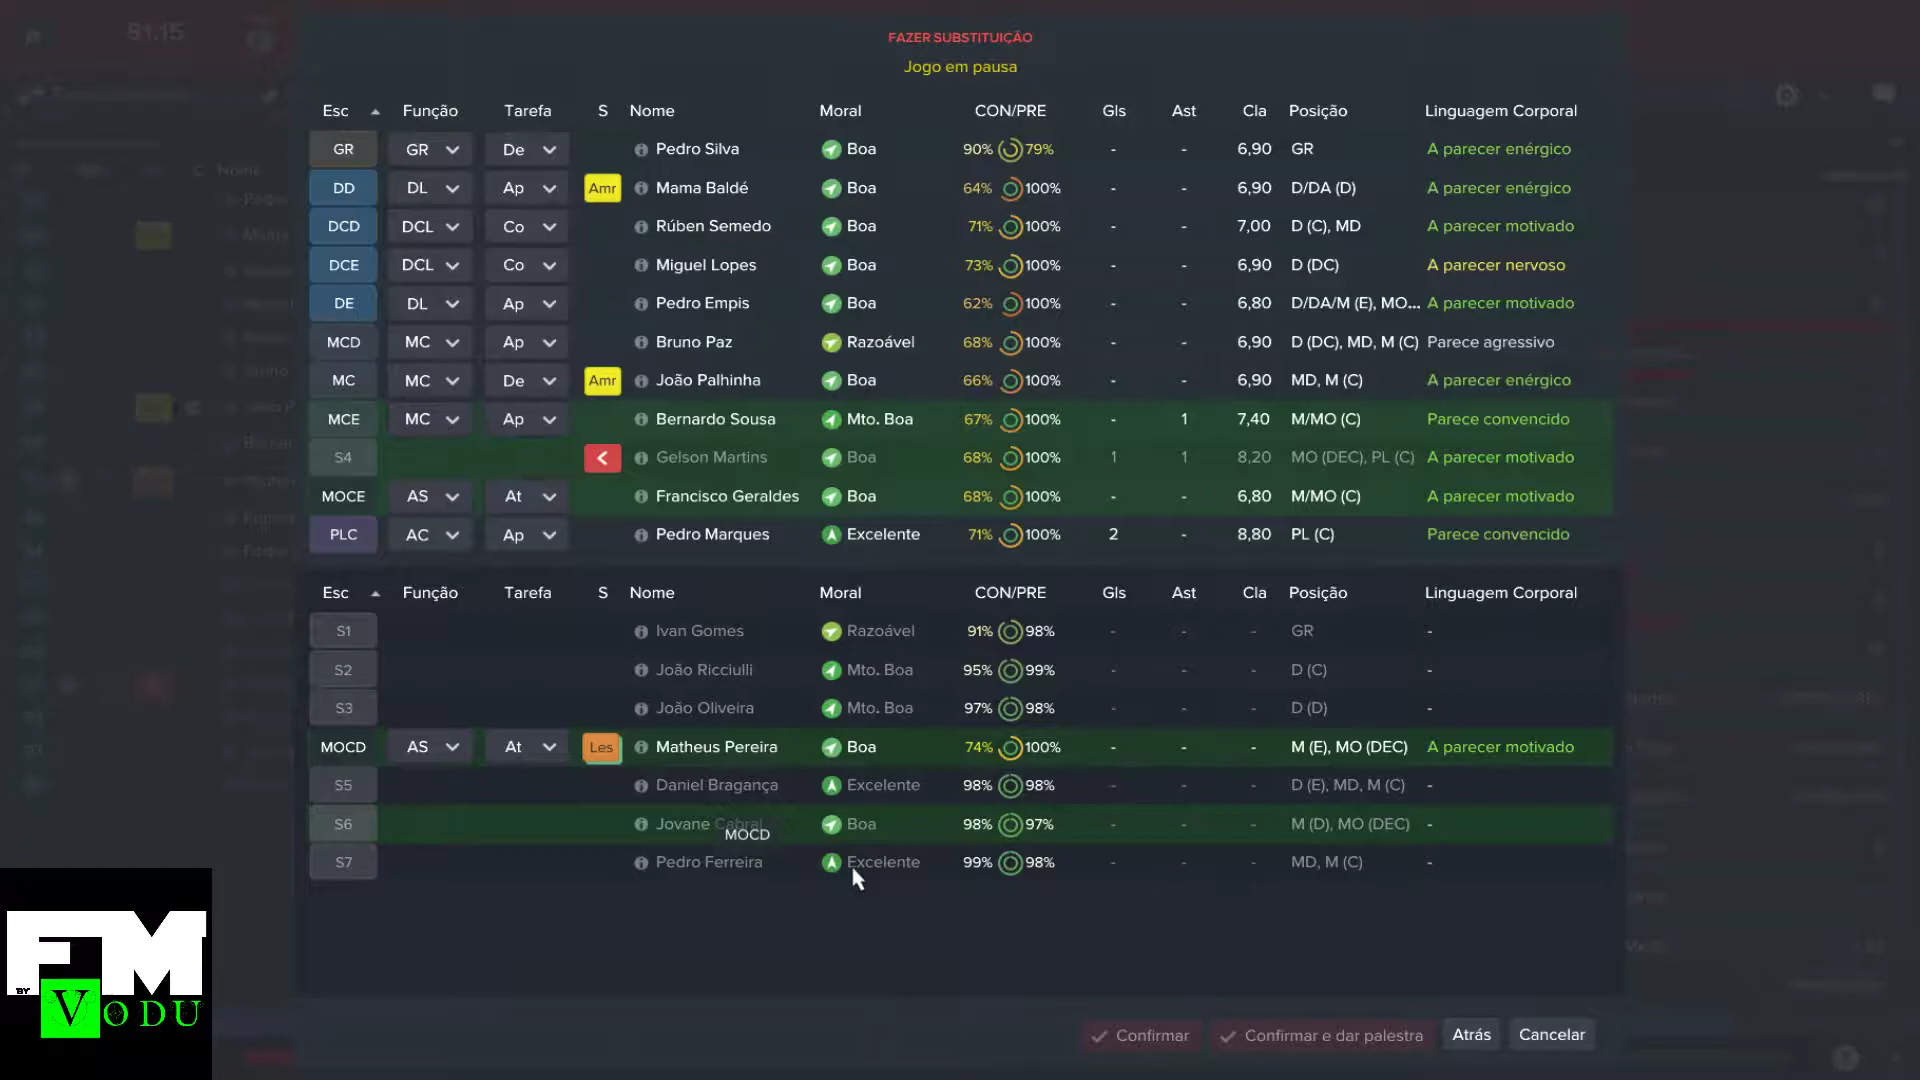 91.15
FAZER SUBSTITUIÇÃO
Jogo em pausa
Esc Função Tarefa S Nome Moral CON/PRE Gls Ast Cla Posição Linguagem Corporal
GR GR De Pedro Silva Boa 90% 79% - - 6,90 GR A parecer enérgico
DD DL Ap Amr Mama Baldé Boa 64% 100% - - 6,90 D/DA (D) A parecer enérgico
DCD DCL Co Rúben Semedo Boa 71% 100% - - 7,00 D (C), MD A parecer motivado
DCE DCL Co Miguel Lopes Boa 73% 100% - - 6,90 D (DC) A parecer nervoso
DE DL Ap Pedro Empis Boa 62% 100% - - 6,80 D/DA/M (E), MO... A parecer motivado
MCD MC Ap Bruno Paz Razoável 68% 100% - - 6,90 D (DC), MD, M (C) Parece agressivo
MC MC De Amr João Palhinha Boa 66% 100% - - 6,90 MD, M (C) A parecer enérgico
MCE MC Ap Bernardo Sousa Mto. Boa 67% 100% - 1 7,40 M/MO (C) Parece convencido
S4 Gelson Martins Boa 68% 100% 1 1 8,20 MO (DEC), PL (C) A parecer motivado
MOCE AS At Francisco Geraldes Boa 68% 100% - - 6,80 M/MO (C) A parecer motivado
PLC AC Ap Pedro Marques Excelente 71% 100% 2 - 8,80 PL (C) Parece convencido
Esc Função Tarefa S Nome Moral CON/PRE Gls Ast Cla Posição Linguagem Corporal
S1 Ivan Gomes Razoável 91% 98% - - - GR -
S2 João Ricciulli Mto. Boa 95% 99% - - - D (C) -
S3 João Oliveira Mto. Boa 97% 98% - - - D (D) -
MOCD AS At Les Matheus Pereira Boa 74% 100% - - - M (E), MO (DEC) A parecer motivado
S5 Daniel Bragança Excelente 98% 98% - - - D (E), MD, M (C) -
S6 Jovane Cabral Boa 98% 97% - - - M (D), MO (DEC) -
MOCD
S7 Pedro Ferreira Excelente 99% 98% - - - MD, M (C) -
Confirmar Confirmar e dar palestra Atrás Cancelar
FM
BY VODU